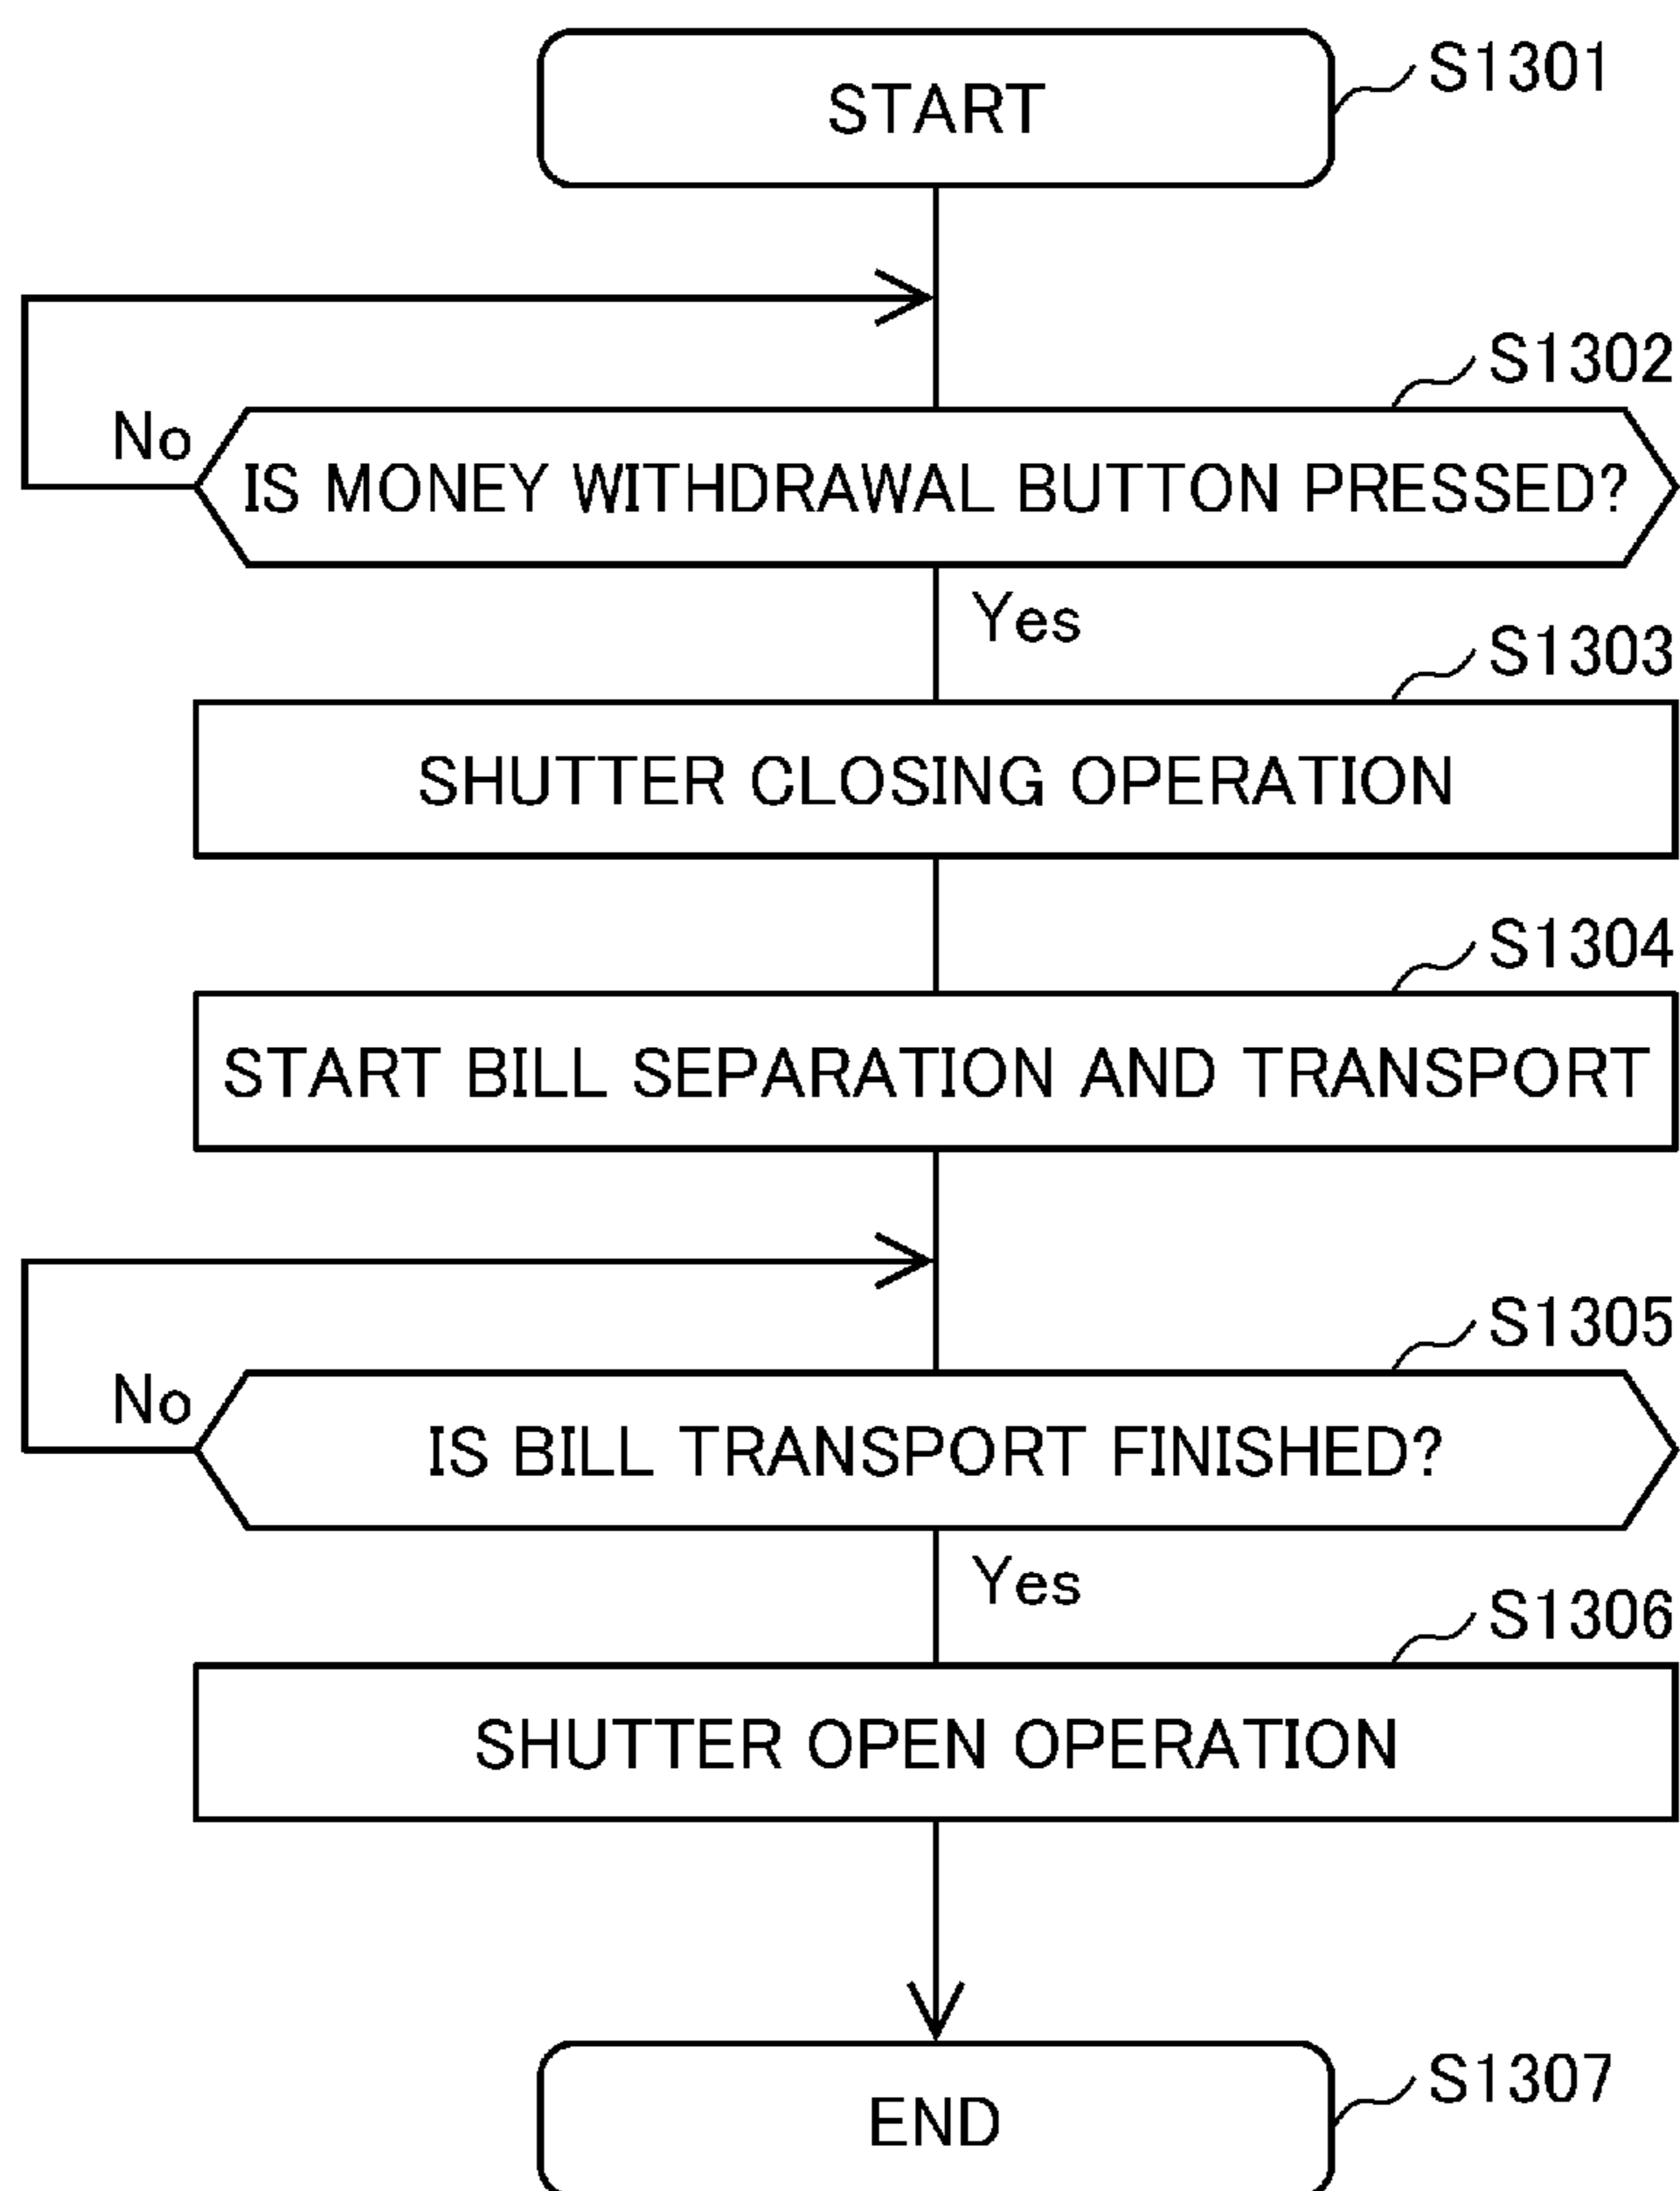 START
S1301
S1302
No
IS MONEY WITHDRAWAL BUTTON PRESSED?
Yes
S1303
SHUTTER CLOSING OPERATION
S1304
START BILL SEPARATION AND TRANSPORT
S1305
No
IS BILL TRANSPORT FINISHED?
Yes
S1306
SHUTTER OPEN OPERATION
S1307
END